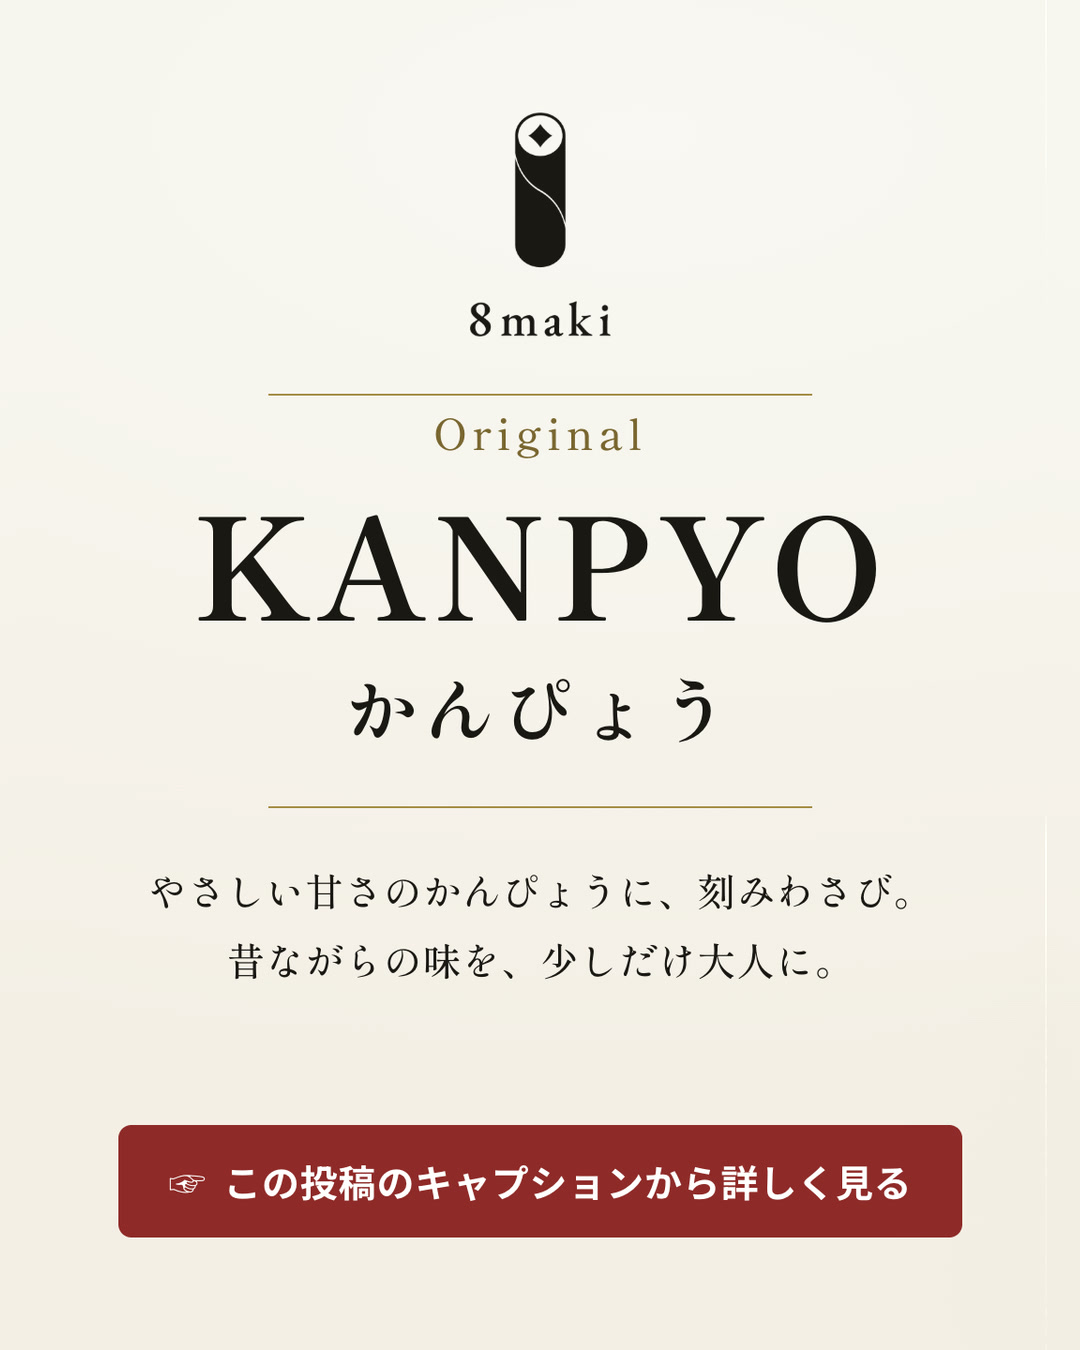 8maki
Original
KANPYO
かんぴょう
やさしい甘さのかんぴょうに、刻みわさび。
昔ながらの味を、少しだけ大人に。
☞ この投稿のキャプションから詳しく見る